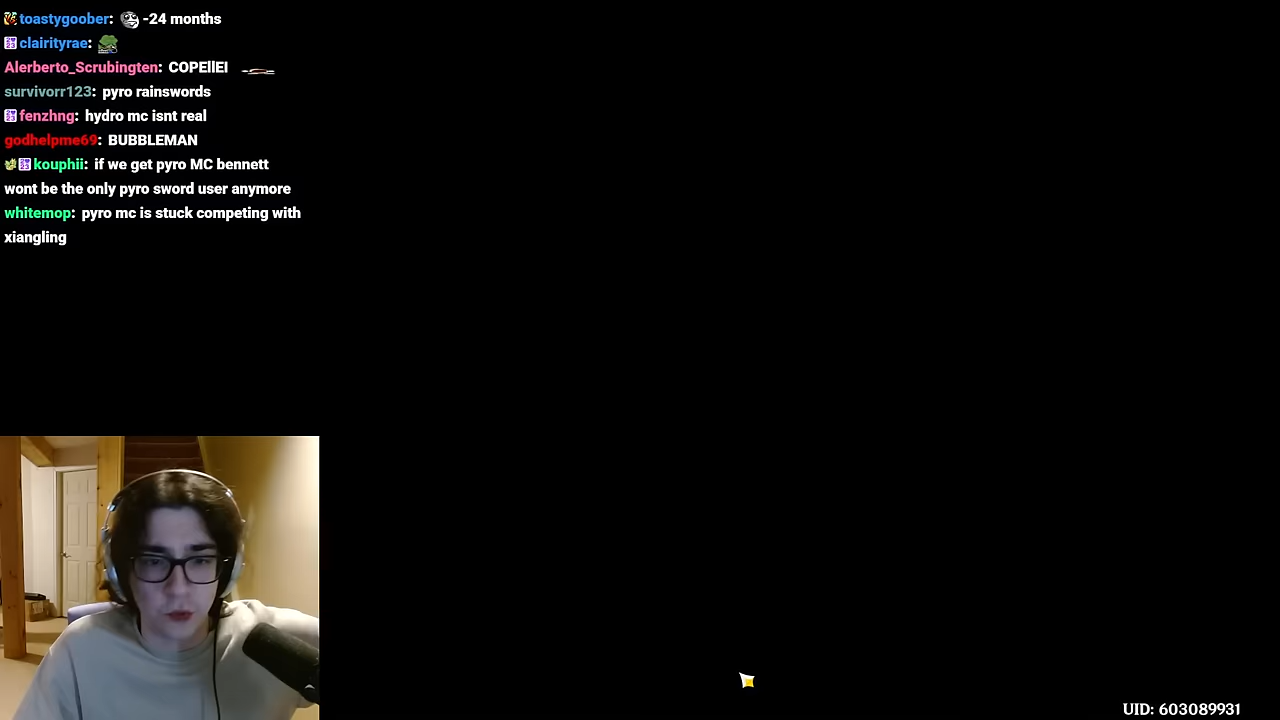 toastygoober: -24 months
clairityrae:
Alerberto_Scrubingten: COPEllEI
survivorr123: pyro rainswords
fenzhng: hydro mc isnt real
godhelpme69: BUBBLEMAN
kouphii: if we get pyro MC bennett
wont be the only pyro sword user anymore
whitemop: pyro mc is stuck competing with
xiangling
UID: 603089931